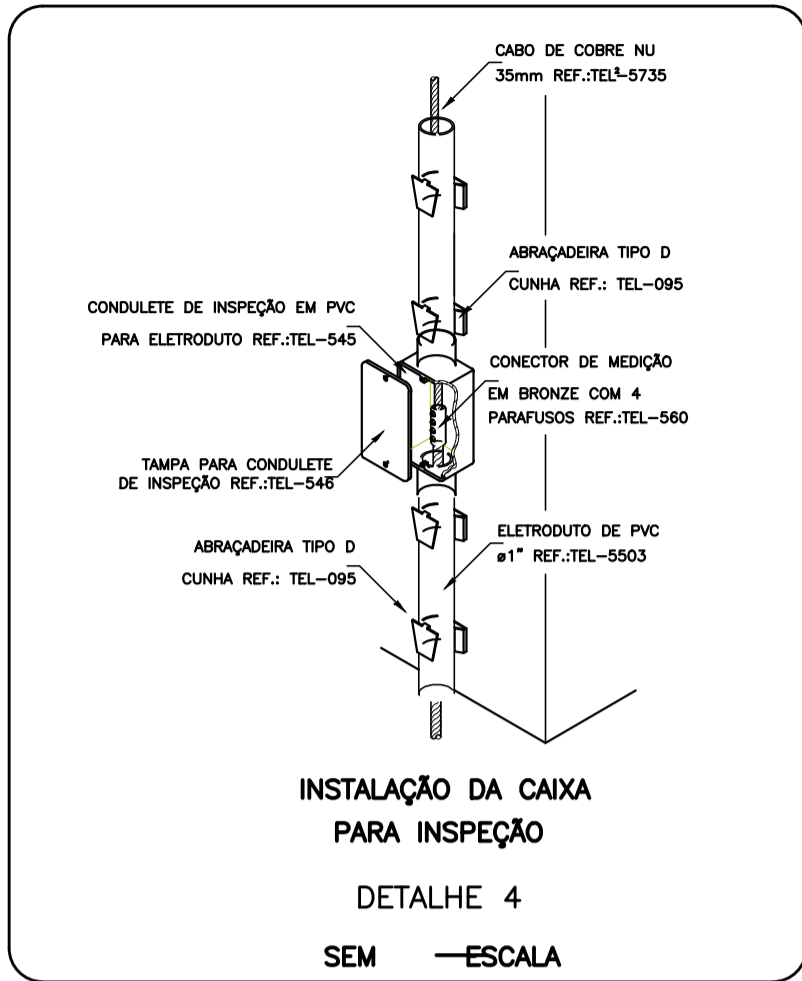 CABO DE COBRE NU
35mm REF.:TEL²-5735
ABRAÇADEIRA TIPO D
CUNHA REF.: TEL-095
CONDULETE DE INSPEÇÃO EM PVC
PARA ELETRODUTO REF.:TEL-545
CONECTOR DE MEDIÇÃO
EM BRONZE COM 4
PARAFUSOS REF.:TEL-560
TAMPA PARA CONDULETE
DE INSPEÇÃO REF.:TEL-546
ELETRODUTO DE PVC
ø1" REF.:TEL-5503
ABRAÇADEIRA TIPO D
CUNHA REF.: TEL-095
INSTALAÇÃO DA CAIXA
PARA INSPEÇÃO
DETALHE 4
SEM —ESCALA